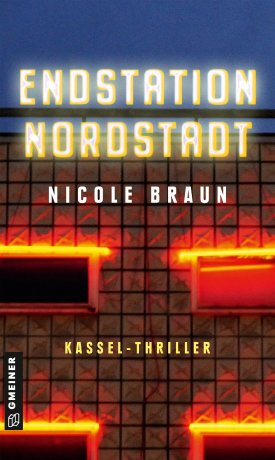 ENDSTATION
NORDSTADT
NICOLE BRAUN
KASSEL-THRILLER
GMEINER